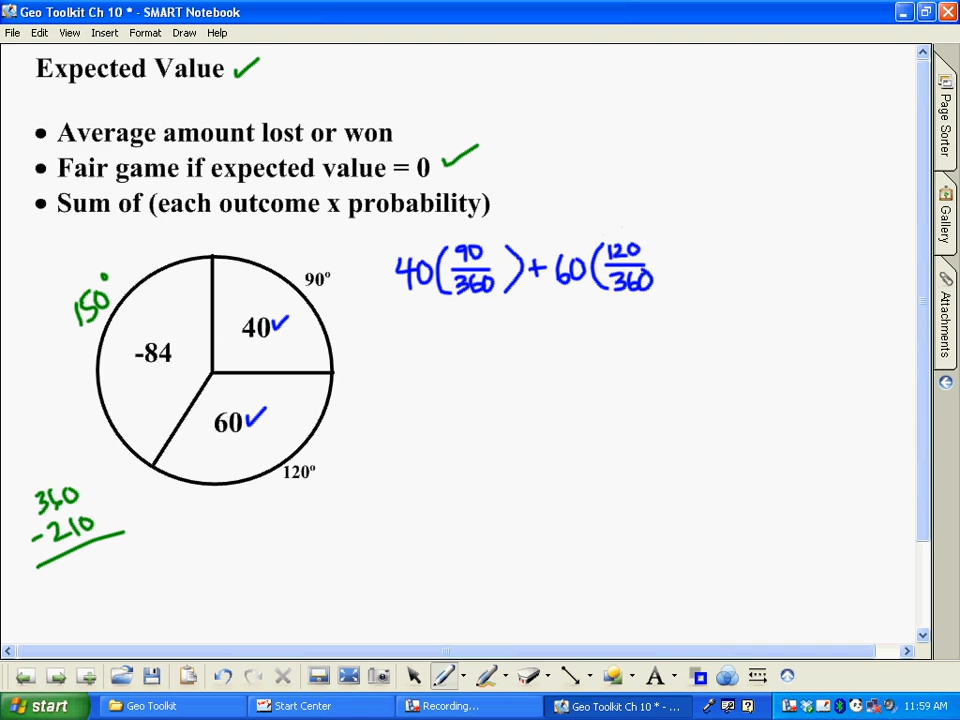 Geo Toolkit Ch 10 * - SMART Notebook
File Edit View Insert Format Draw Help
Expected Value ✓
• Average amount lost or won
• Fair game if expected value = 0 ✓
• Sum of (each outcome x probability)
40(90/360) + 60(120/360
150°
90º
40✓
-84
60✓
120º
360
-210
Page Sorter
Gallery
Attachments
start Geo Toolkit Start Center Recording... Geo Toolkit Ch 10 * - ... 11:59 AM